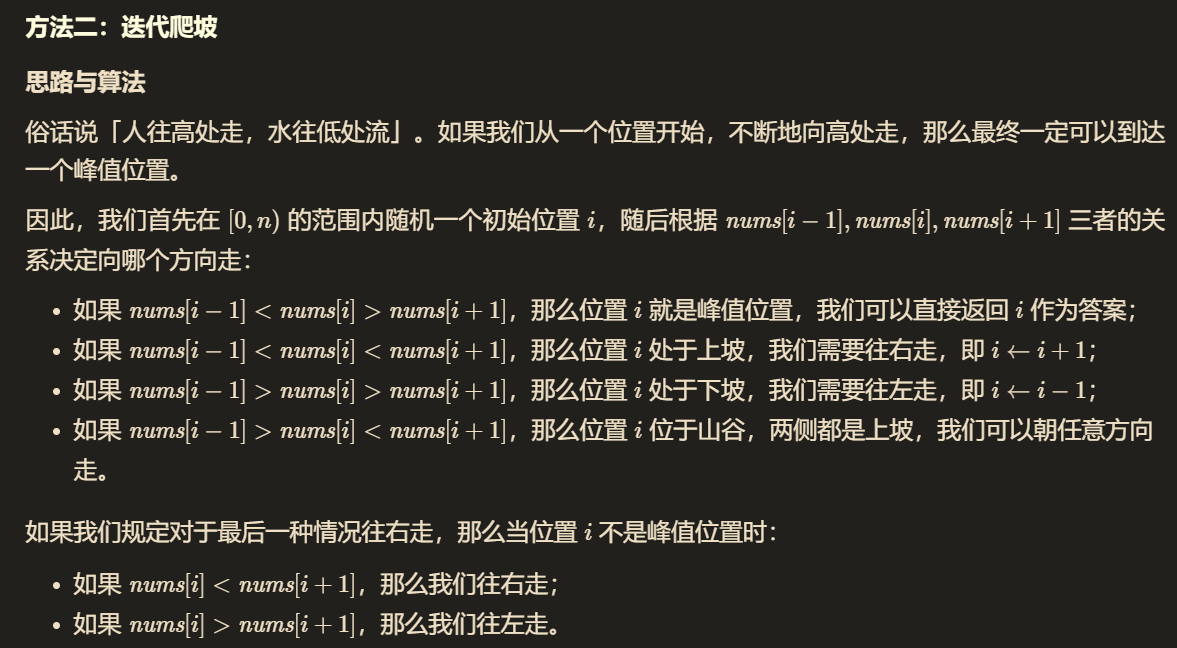 方法二：迭代爬坡
思路与算法
俗话说「人往高处走，水往低处流」。如果我们从一个位置开始，不断地向高处走，那么最终一定可以到达
一个峰值位置。
因此，我们首先在 [0, n) 的范围内随机一个初始位置 i，随后根据 nums[i − 1], nums[i], nums[i + 1] 三者的关
系决定向哪个方向走：
• 如果 nums[i − 1] < nums[i] > nums[i + 1]，那么位置 i 就是峰值位置，我们可以直接返回 i 作为答案；
• 如果 nums[i − 1] < nums[i] < nums[i + 1]，那么位置 i 处于上坡，我们需要往右走，即 i ← i + 1；
• 如果 nums[i − 1] > nums[i] > nums[i + 1]，那么位置 i 处于下坡，我们需要往左走，即 i ← i − 1；
• 如果 nums[i − 1] > nums[i] < nums[i + 1]，那么位置 i 位于山谷，两侧都是上坡，我们可以朝任意方向
走。
如果我们规定对于最后一种情况往右走，那么当位置 i 不是峰值位置时：
• 如果 nums[i] < nums[i + 1]，那么我们往右走；
• 如果 nums[i] > nums[i + 1]，那么我们往左走。